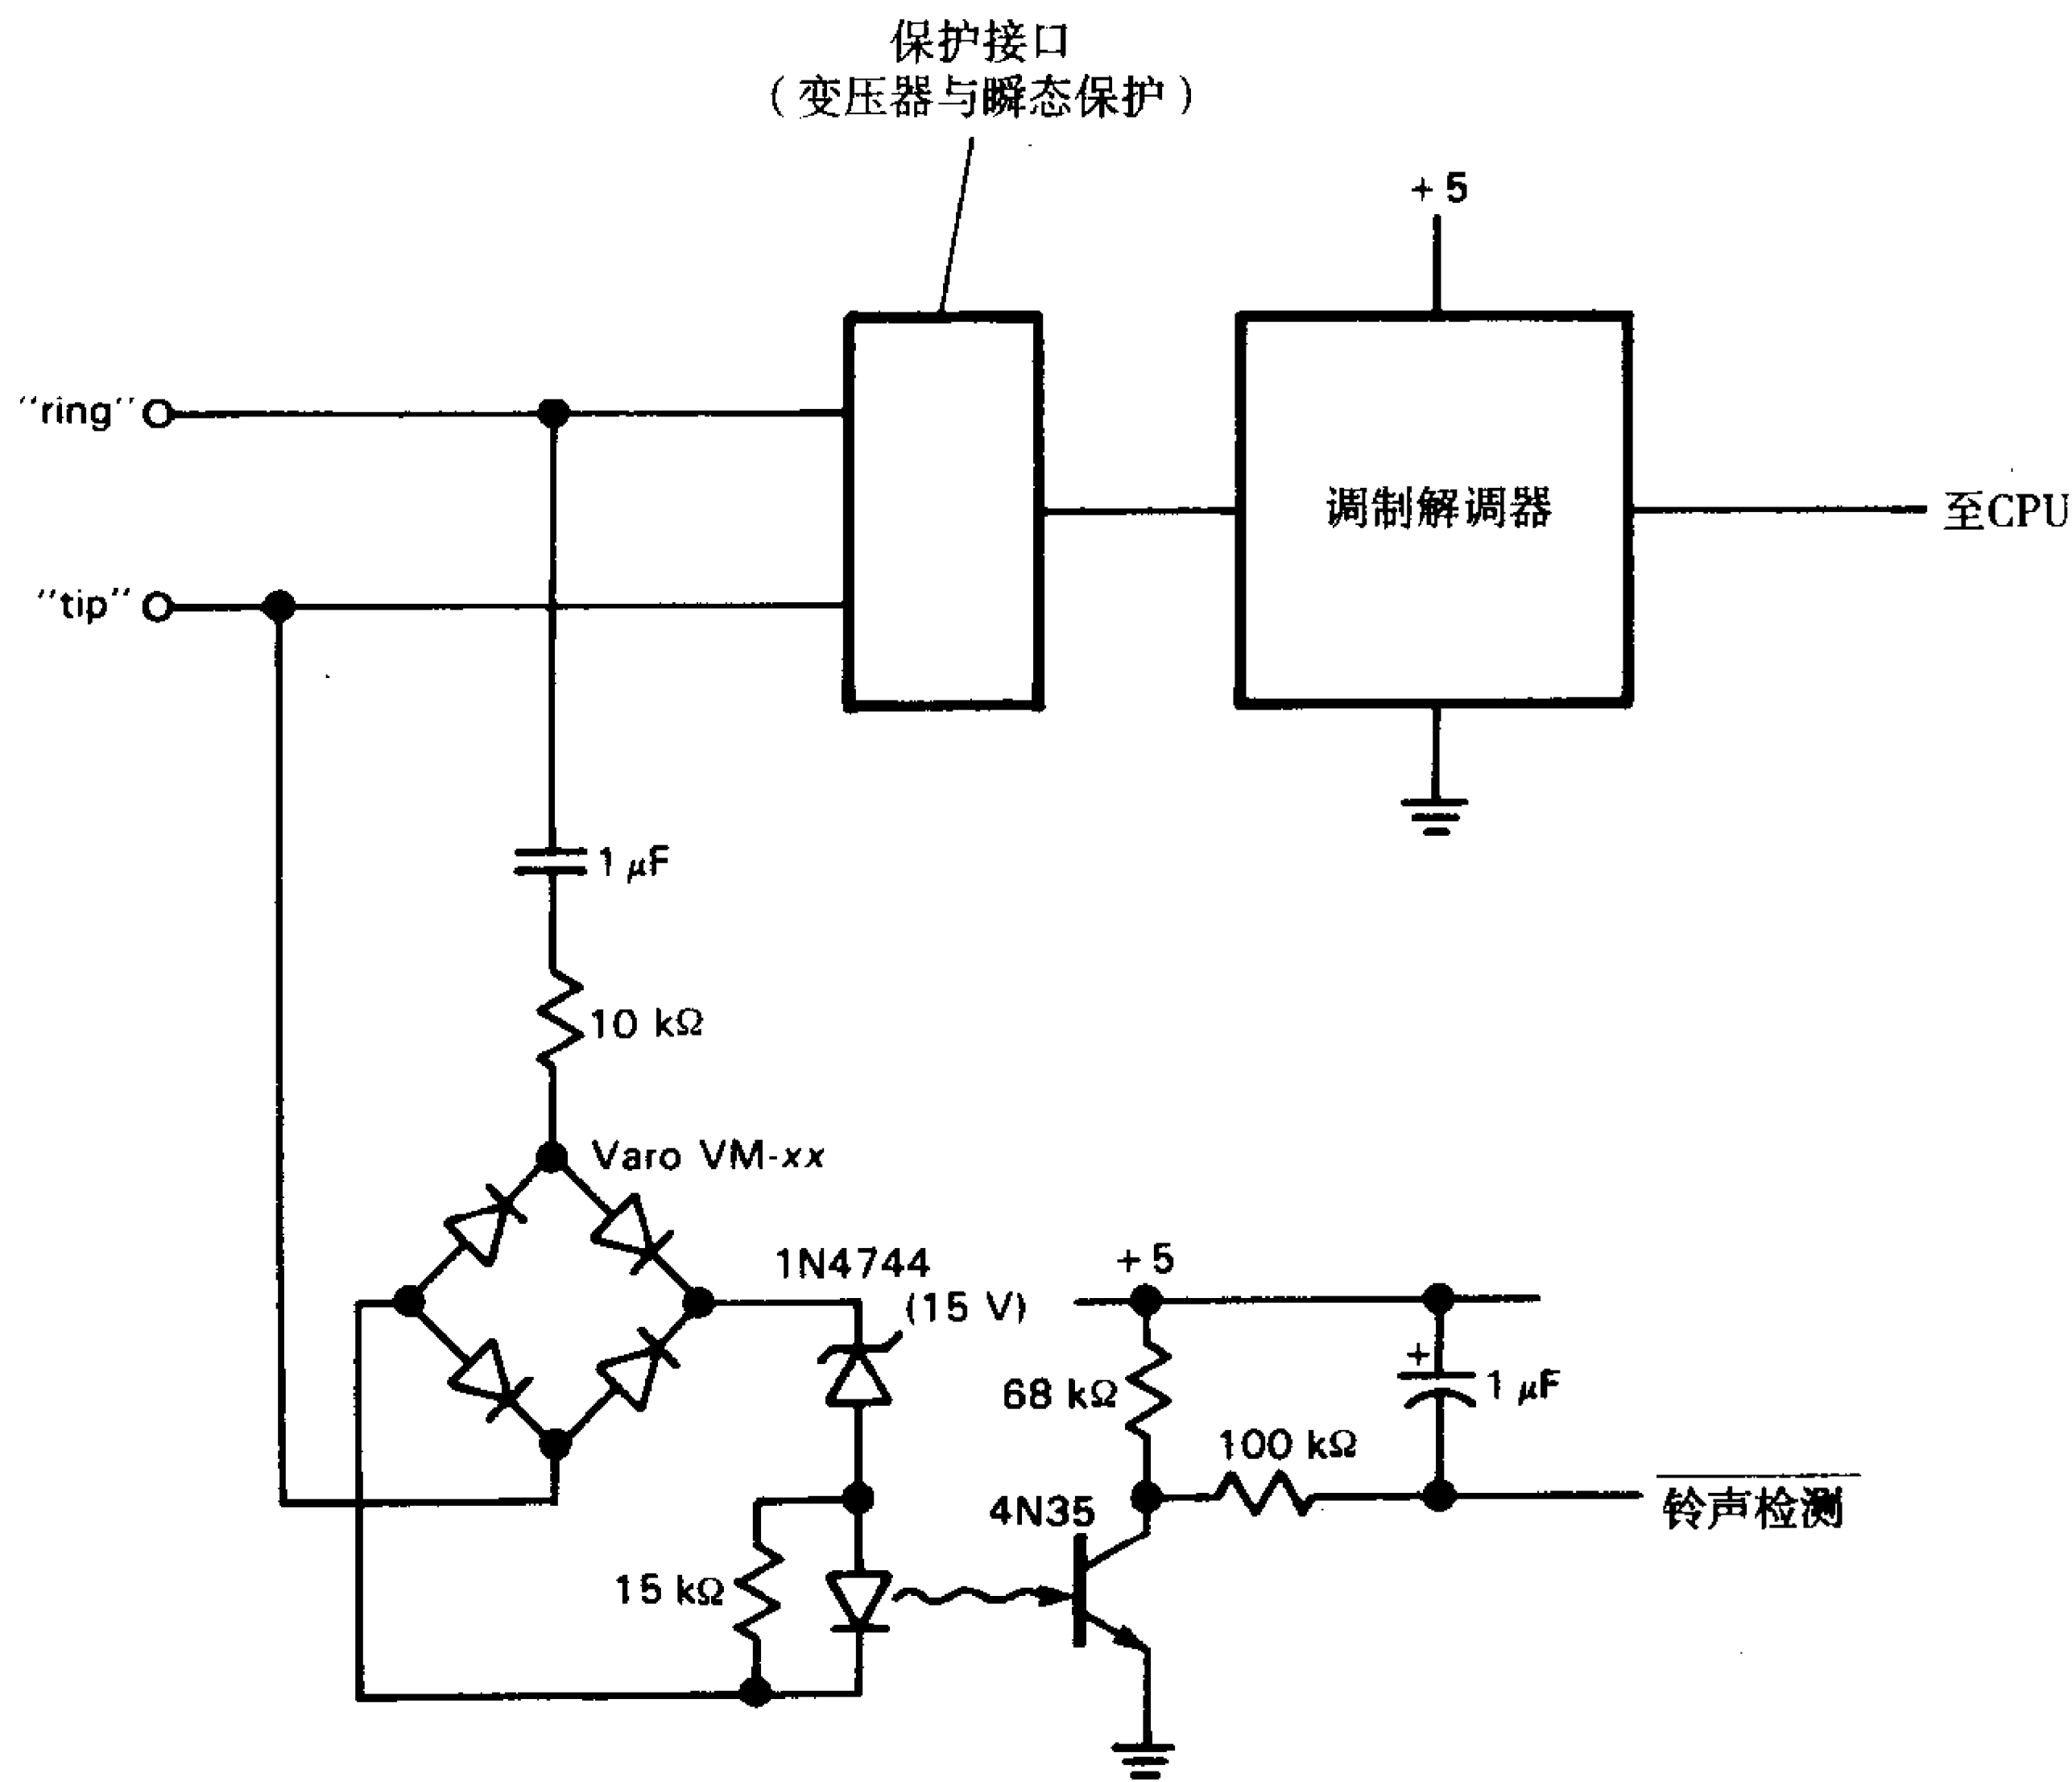 保护接口
（变压器与瞬态保护）
+5
"ring"
调制解调器
至CPU
"tip"
1 μF
10 kΩ
Varo VM-xx
1N4744
(15 V)
+5
+
1 μF
68 kΩ
100 kΩ
4N35
铃声检测
15 kΩ